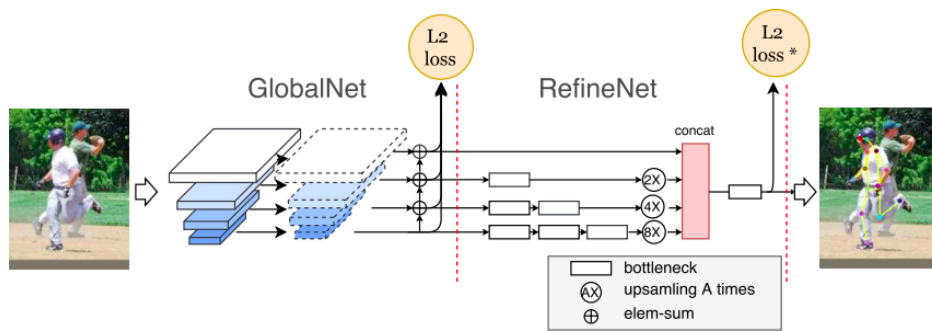 L2
loss
L2
loss *
GlobalNet
RefineNet
concat
2X
4X
8X
bottleneck
AX
upsamling A times
elem-sum